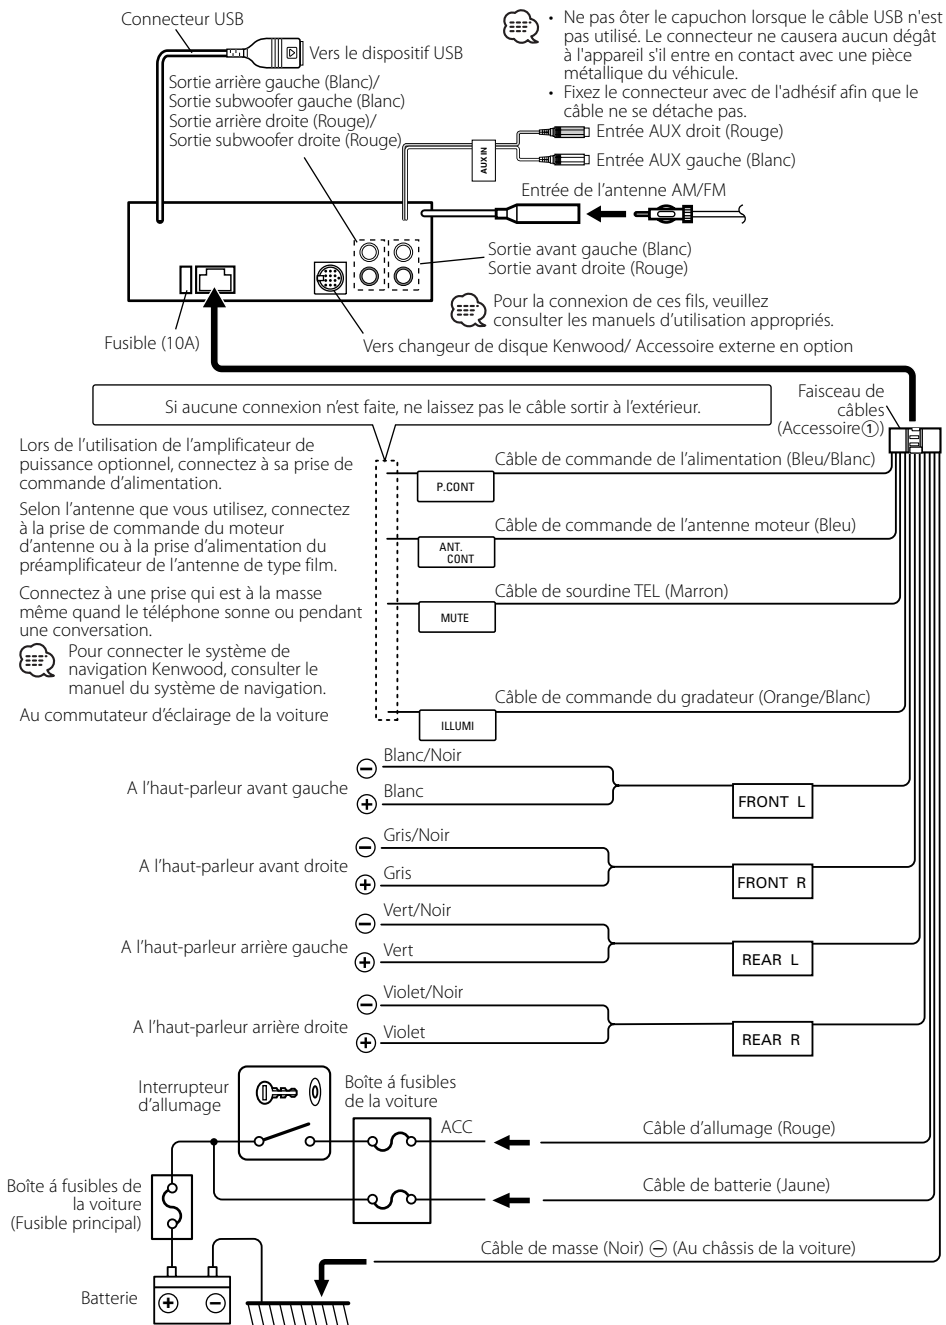 Connecteur USB
Vers le dispositif USB
• Ne pas ôter le capuchon lorsque le câble USB n'est
pas utilisé. Le connecteur ne causera aucun dégât
à l'appareil s'il entre en contact avec une pièce
métallique du véhicule.
• Fixez le connecteur avec de l'adhésif afin que le
câble ne se détache pas.
Sortie arrière gauche (Blanc)/
Sortie subwoofer gauche (Blanc)
Sortie arrière droite (Rouge)/
Sortie subwoofer droite (Rouge)
AUX IN
Entrée AUX droit (Rouge)
Entrée AUX gauche (Blanc)
Entrée de l'antenne AM/FM
Sortie avant gauche (Blanc)
Sortie avant droite (Rouge)
Pour la connexion de ces fils, veuillez
consulter les manuels d'utilisation appropriés.
Fusible (10A)
Vers changeur de disque Kenwood/ Accessoire externe en option
Si aucune connexion n'est faite, ne laissez pas le câble sortir à l'extérieur.
Faisceau de
câbles
(Accessoire①)
Lors de l'utilisation de l'amplificateur de
puissance optionnel, connectez à sa prise de
commande d'alimentation.
Câble de commande de l'alimentation (Bleu/Blanc)
P.CONT
Selon l'antenne que vous utilisez, connectez
à la prise de commande du moteur
d'antenne ou à la prise d'alimentation du
préamplificateur de l'antenne de type film.
Câble de commande de l'antenne moteur (Bleu)
ANT.
CONT
Connectez à une prise qui est à la masse
même quand le téléphone sonne ou pendant
une conversation.
Câble de sourdine TEL (Marron)
MUTE
Pour connecter le système de
navigation Kenwood, consulter le
manuel du système de navigation.
Au commutateur d'éclairage de la voiture
Câble de commande du gradateur (Orange/Blanc)
ILLUMI
A l'haut-parleur avant gauche
⊖ Blanc/Noir
⊕ Blanc
FRONT L
A l'haut-parleur avant droite
⊖ Gris/Noir
⊕ Gris
FRONT R
A l'haut-parleur arrière gauche
⊖ Vert/Noir
⊕ Vert
REAR L
A l'haut-parleur arrière droite
⊖ Violet/Noir
⊕ Violet
REAR R
Interrupteur
d'allumage
Boîte á fusibles
de la voiture
ACC
Câble d'allumage (Rouge)
Boîte á fusibles de
la voiture
(Fusible principal)
Câble de batterie (Jaune)
Câble de masse (Noir) ⊖ (Au châssis de la voiture)
Batterie
⊕ ⊖